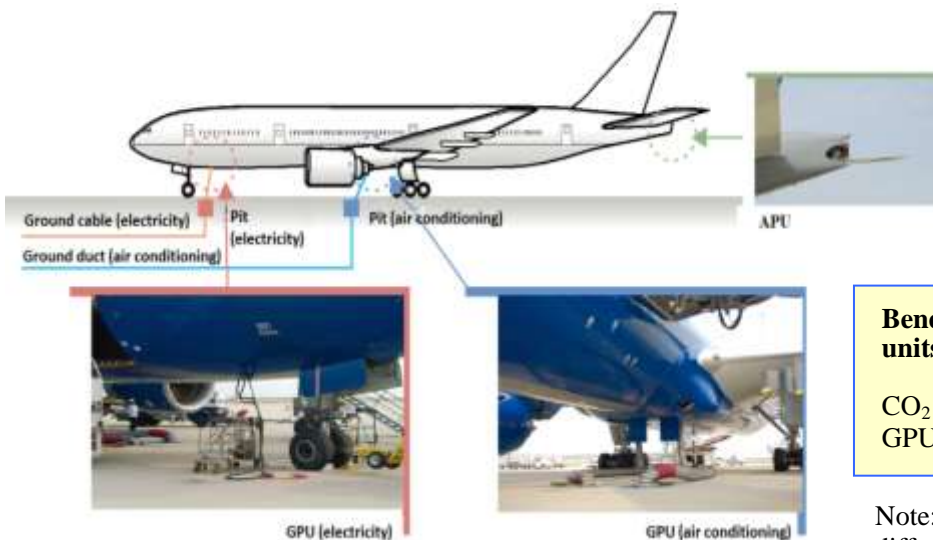 APU
Ground cable (electricity)
Pit
(electricity)
Pit (air conditioning)
Ground duct (air conditioning)
GPU (electricity)
GPU (air conditioning)
units
CO₂
GPU
Note: